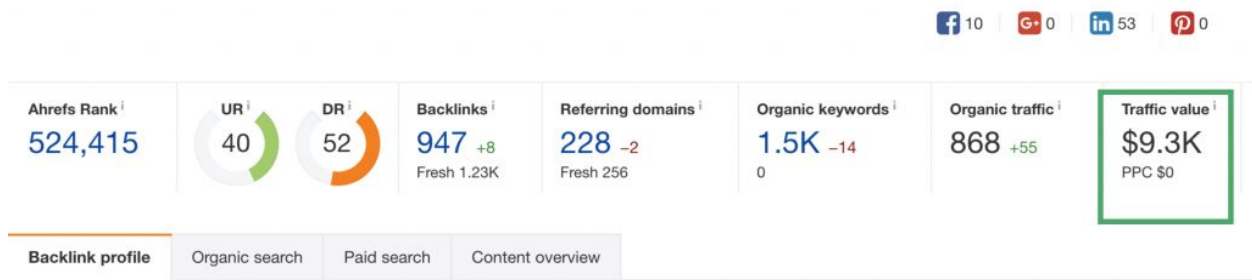 10 G+ 0 in 53 0
Ahrefs Rank i UR i DR i Backlinks i Referring domains i Organic keywords i Organic traffic i Traffic value i
524,415 40 52 947 +8 228 -2 1.5K -14 868 +55 $9.3K
Fresh 1.23K Fresh 256 0 PPC $0
Backlink profile Organic search Paid search Content overview